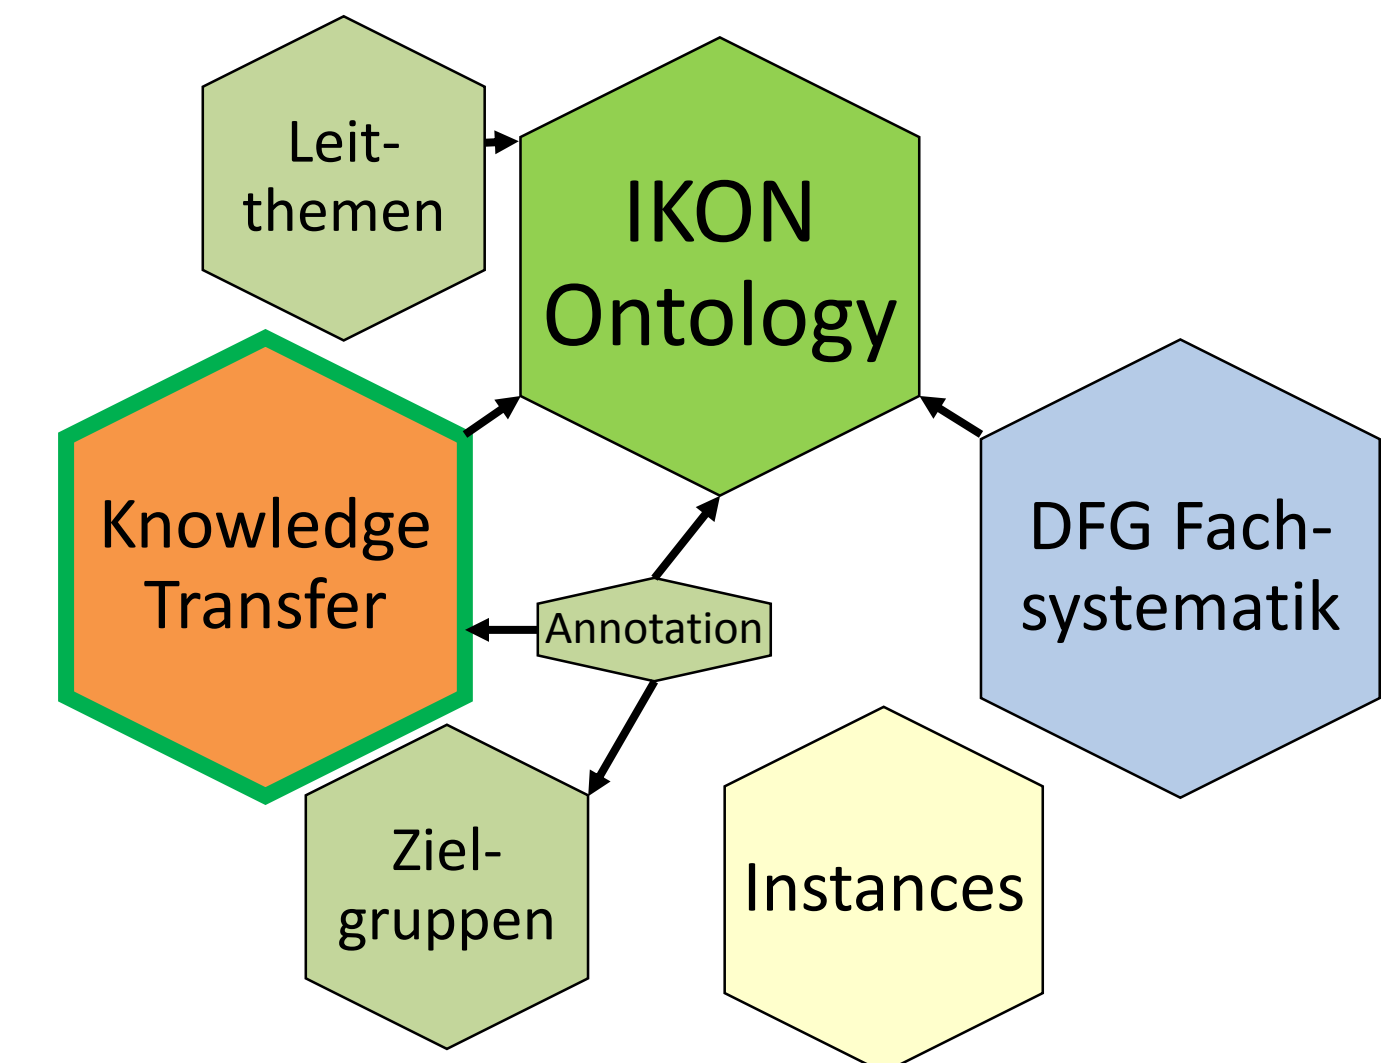 Leit-
themen
IKON
Ontology
Knowledge
Transfer
DFG Fach-
systematik
Annotation
Ziel-
gruppen
Instances